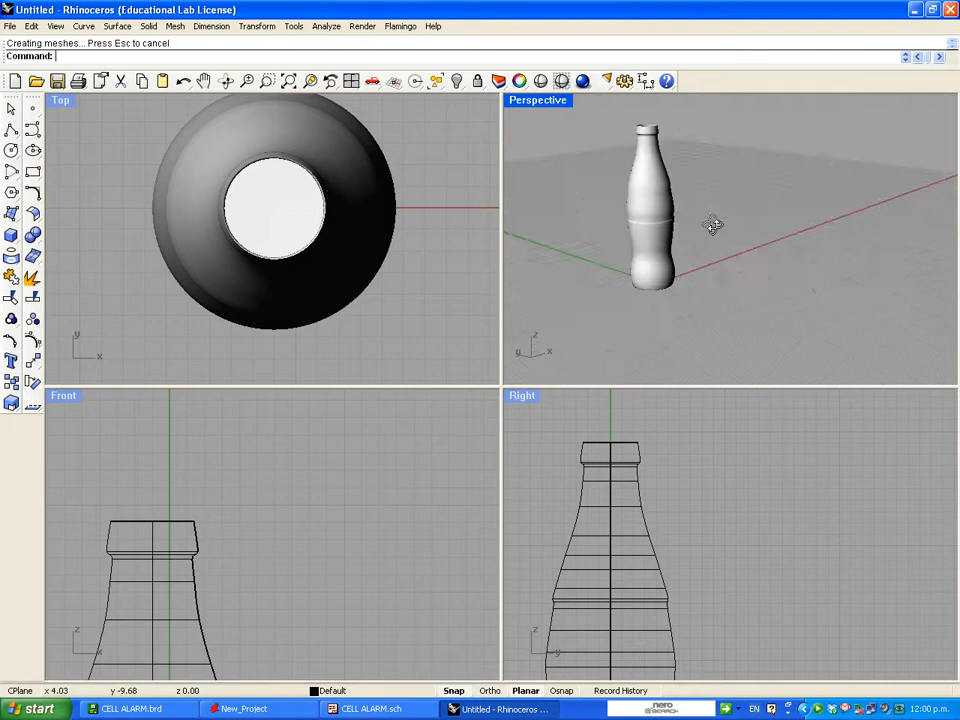 Untitled - Rhinoceros (Educational Lab License)
File Edit View Curve Surface Solid Mesh Dimension Transform Tools Analyze Render Flamingo Help
Creating meshes... Press Esc to cancel
Command:
Top
Perspective
y
x
z
y
x
Front
Right
z
x
z
y
CPlane x 4.03 y -9.68 z 0.00 Default Snap Ortho Planar Osnap Record History
start CELL ALARM.brd New_Project CELL ALARM.sch Untitled - Rhinoceros ... nero SEARCH EN 12:00 p.m.